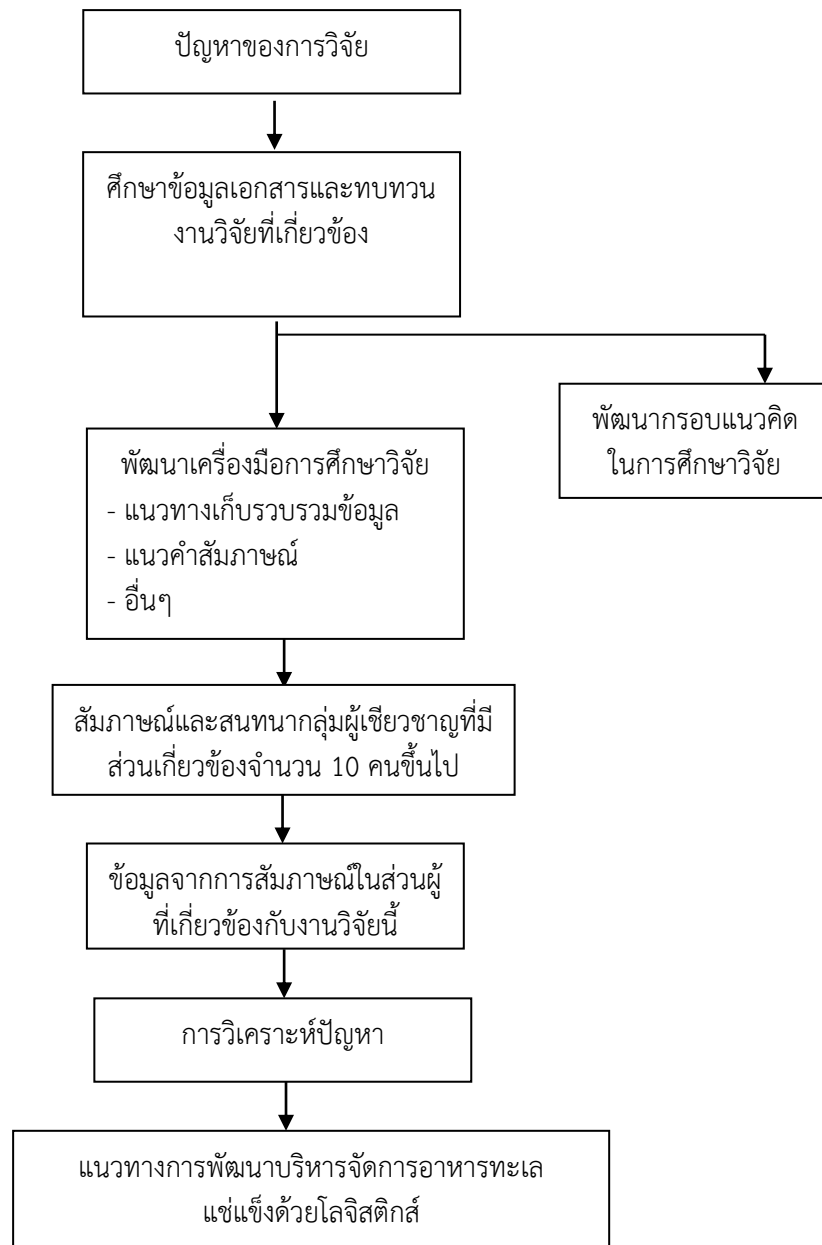 ปัญหาของการวิจัย
ศึกษาข้อมูลเอกสารและทบทวน
งานวิจัยที่เกี่ยวข้อง
พัฒนากรอบแนวคิด
ในการศึกษาวิจัย
พัฒนาเครื่องมือการศึกษาวิจัย
- แนวทางเก็บรวบรวมข้อมูล
- แนวคำสัมภาษณ์
- อื่นๆ
สัมภาษณ์และสนทนากลุ่มผู้เชียวชาญที่มี
ส่วนเกี่ยวข้องจำนวน 10 คนขึ้นไป
ข้อมูลจากการสัมภาษณ์ในส่วนผู้
ที่เกี่ยวข้องกับงานวิจัยนี้
การวิเคราะห์ปัญหา
แนวทางการพัฒนาบริหารจัดการอาหารทะเล
แช่แข็งด้วยโลจิสติกส์